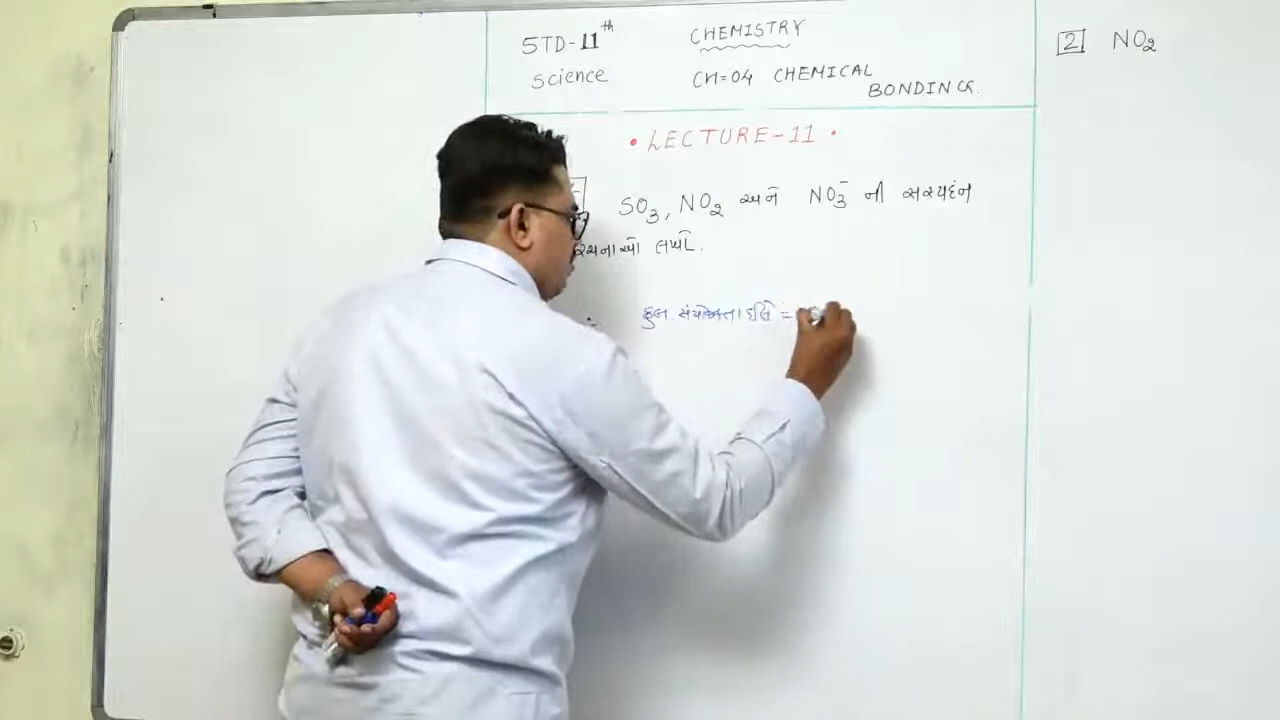 STD-11th
Science
CHEMISTRY
CH=04 CHEMICAL
BONDING.
• LECTURE-11 •
SO3, NO2 અને NO3- ની સસ્પંદન
રચનાઓ લખો.
કુલ સંયોજકતા ઈલે =
2 NO2